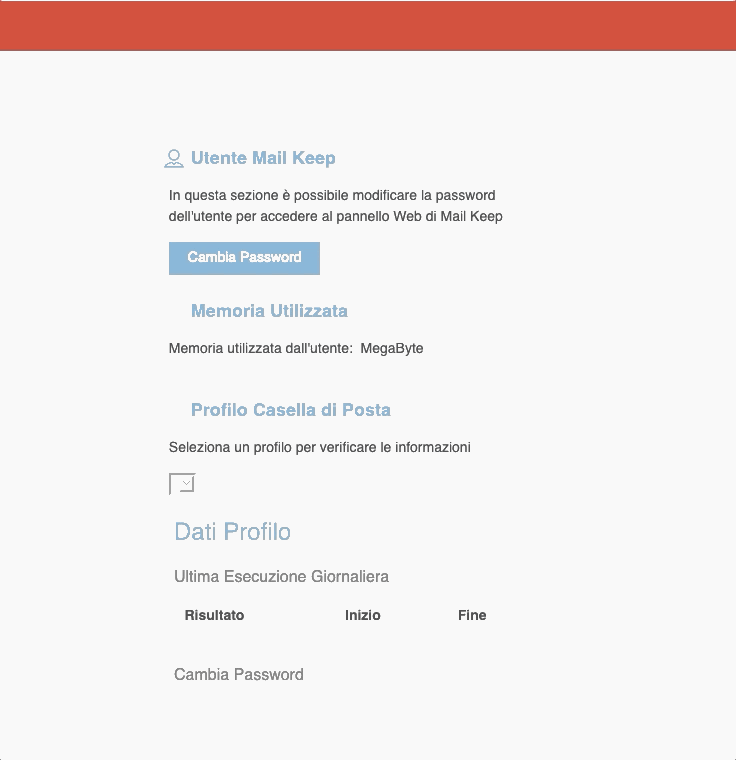 Utente Mail Keep
In questa sezione è possibile modificare la password
dell'utente per accedere al pannello Web di Mail Keep
Cambia Password
Memoria Utilizzata
Memoria utilizzata dall'utente: MegaByte
Profilo Casella di Posta
Seleziona un profilo per verificare le informazioni
Dati Profilo
Ultima Esecuzione Giornaliera
Risultato Inizio Fine
Cambia Password